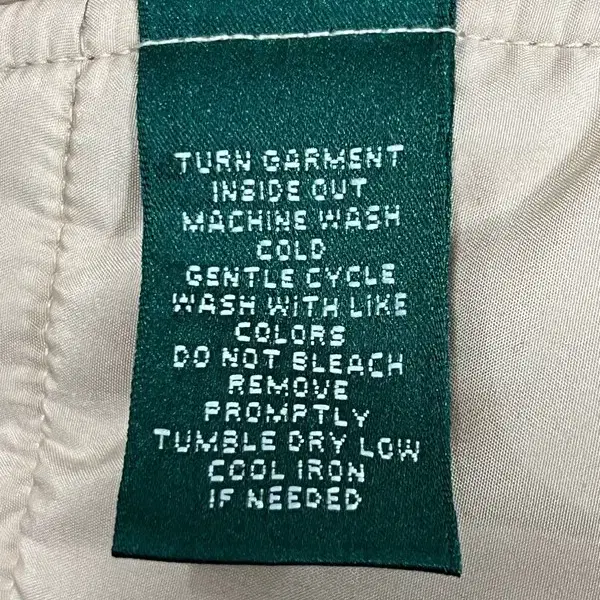 TURN GARMENT
INSIDE OUT
MACHINE WASH
COLD
GENTLE CYCLE
WASH WITH LIKE
COLORS
DO NOT BLEACH
REMOVE
PROMPTLY
TUMBLE DRY LOW
COOL IRON
IF NEEDED